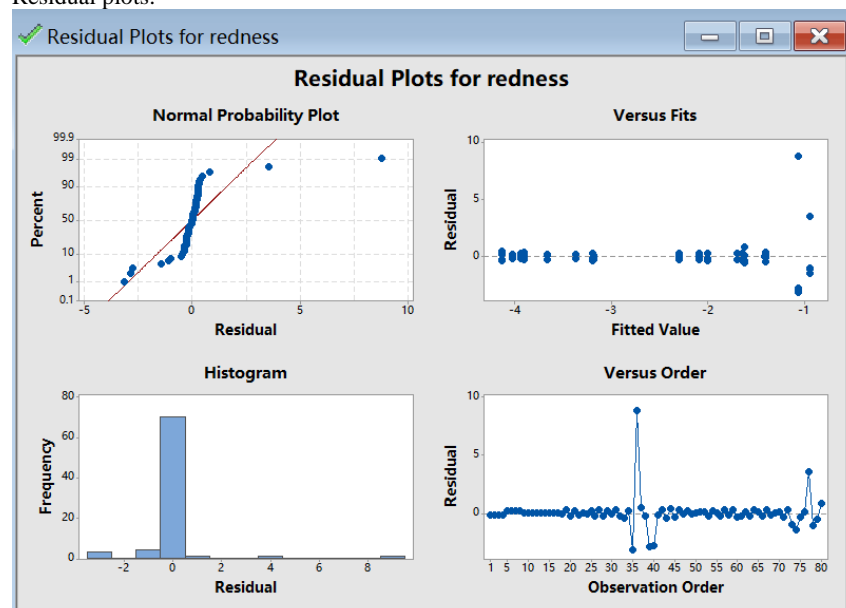 Residual plots:
Residual Plots for redness
Residual Plots for redness
Normal Probability Plot
Versus Fits
99.9
99
90
50
10
1
0.1
Percent
-5
0
5
10
Residual
10
5
0
Residual
-4
-3
-2
-1
Fitted Value
Histogram
Versus Order
80
60
40
20
0
Frequency
-2
0
2
4
6
8
Residual
10
5
0
Residual
1 5 10 15 20 25 30 35 40 45 50 55 60 65 70 75 80
Observation Order